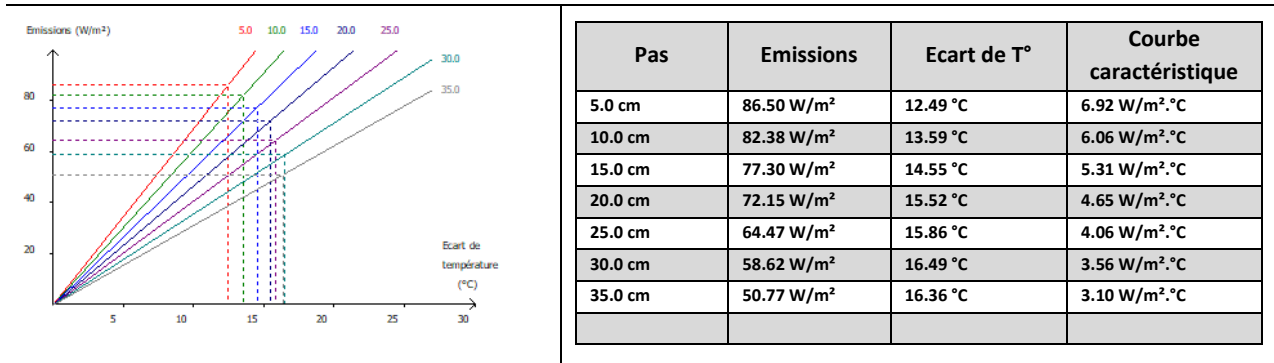 Emissions (W/m²)
5.0 10.0 15.0 20.0 25.0
30.0
35.0
80
60
40
20
Ecart de
température
(°C)
5 10 15 20 25 30
Pas Emissions Ecart de T° Courbe caractéristique
5.0 cm 86.50 W/m² 12.49 °C 6.92 W/m².°C
10.0 cm 82.38 W/m² 13.59 °C 6.06 W/m².°C
15.0 cm 77.30 W/m² 14.55 °C 5.31 W/m².°C
20.0 cm 72.15 W/m² 15.52 °C 4.65 W/m².°C
25.0 cm 64.47 W/m² 15.86 °C 4.06 W/m².°C
30.0 cm 58.62 W/m² 16.49 °C 3.56 W/m².°C
35.0 cm 50.77 W/m² 16.36 °C 3.10 W/m².°C